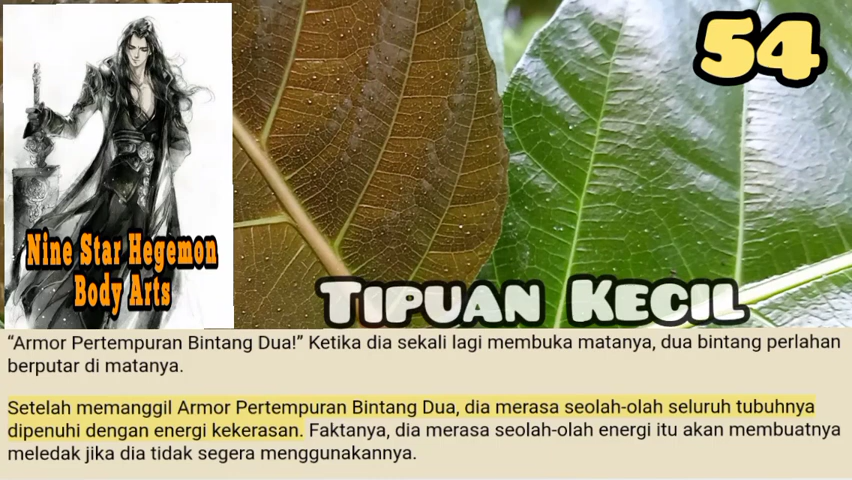 54
Nine Star Hegemon
Body Arts
Tipuan Kecil
“Armor Pertempuran Bintang Dua!” Ketika dia sekali lagi membuka matanya, dua bintang perlahan
berputar di matanya.
Setelah memanggil Armor Pertempuran Bintang Dua, dia merasa seolah-olah seluruh tubuhnya
dipenuhi dengan energi kekerasan. Faktanya, dia merasa seolah-olah energi itu akan membuatnya
meledak jika dia tidak segera menggunakannya.